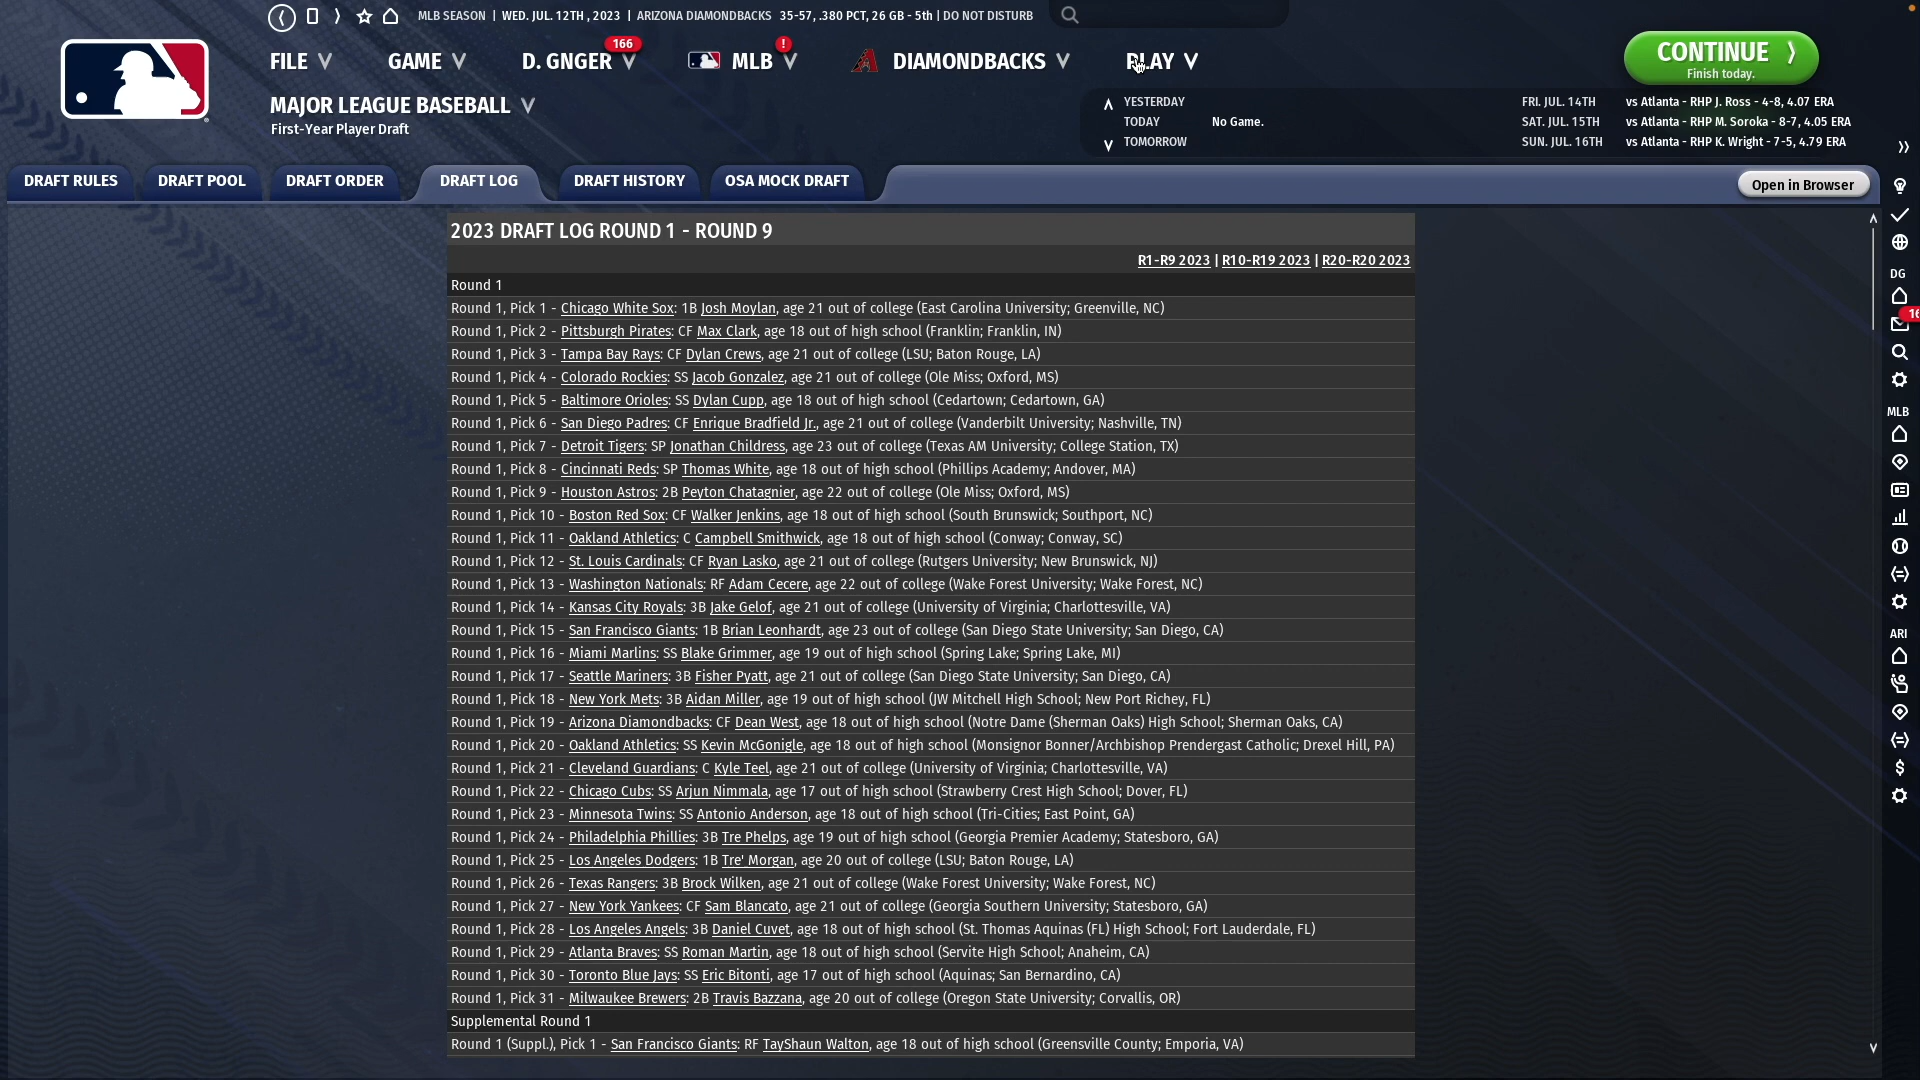 MLB SEASON | WED. JUL. 12TH , 2023 | ARIZONA DIAMONDBACKS 35-57, .380 PCT, 26 GB - 5th | DO NOT DISTURB
FILE GAME D. GNGER 166 MLB ! DIAMONDBACKS PLAY
CONTINUE
Finish today.
MAJOR LEAGUE BASEBALL
First-Year Player Draft
YESTERDAY
TODAY No Game.
TOMORROW
FRI. JUL. 14TH vs Atlanta - RHP J. Ross - 4-8, 4.07 ERA
SAT. JUL. 15TH vs Atlanta - RHP M. Soroka - 8-7, 4.05 ERA
SUN. JUL. 16TH vs Atlanta - RHP K. Wright - 7-5, 4.79 ERA
DRAFT RULES DRAFT POOL DRAFT ORDER DRAFT LOG DRAFT HISTORY OSA MOCK DRAFT Open in Browser
2023 DRAFT LOG ROUND 1 - ROUND 9
R1-R9 2023 | R10-R19 2023 | R20-R20 2023
Round 1
Round 1, Pick 1 - Chicago White Sox: 1B Josh Moylan, age 21 out of college (East Carolina University; Greenville, NC)
Round 1, Pick 2 - Pittsburgh Pirates: CF Max Clark, age 18 out of high school (Franklin; Franklin, IN)
Round 1, Pick 3 - Tampa Bay Rays: CF Dylan Crews, age 21 out of college (LSU; Baton Rouge, LA)
Round 1, Pick 4 - Colorado Rockies: SS Jacob Gonzalez, age 21 out of college (Ole Miss; Oxford, MS)
Round 1, Pick 5 - Baltimore Orioles: SS Dylan Cupp, age 18 out of high school (Cedartown; Cedartown, GA)
Round 1, Pick 6 - San Diego Padres: CF Enrique Bradfield Jr., age 21 out of college (Vanderbilt University; Nashville, TN)
Round 1, Pick 7 - Detroit Tigers: SP Jonathan Childress, age 23 out of college (Texas AM University; College Station, TX)
Round 1, Pick 8 - Cincinnati Reds: SP Thomas White, age 18 out of high school (Phillips Academy; Andover, MA)
Round 1, Pick 9 - Houston Astros: 2B Peyton Chatagnier, age 22 out of college (Ole Miss; Oxford, MS)
Round 1, Pick 10 - Boston Red Sox: CF Walker Jenkins, age 18 out of high school (South Brunswick; Southport, NC)
Round 1, Pick 11 - Oakland Athletics: C Campbell Smithwick, age 18 out of high school (Conway; Conway, SC)
Round 1, Pick 12 - St. Louis Cardinals: CF Ryan Lasko, age 21 out of college (Rutgers University; New Brunswick, NJ)
Round 1, Pick 13 - Washington Nationals: RF Adam Cecere, age 22 out of college (Wake Forest University; Wake Forest, NC)
Round 1, Pick 14 - Kansas City Royals: 3B Jake Gelof, age 21 out of college (University of Virginia; Charlottesville, VA)
Round 1, Pick 15 - San Francisco Giants: 1B Brian Leonhardt, age 23 out of college (San Diego State University; San Diego, CA)
Round 1, Pick 16 - Miami Marlins: SS Blake Grimmer, age 19 out of high school (Spring Lake; Spring Lake, MI)
Round 1, Pick 17 - Seattle Mariners: 3B Fisher Pyatt, age 21 out of college (San Diego State University; San Diego, CA)
Round 1, Pick 18 - New York Mets: 3B Aidan Miller, age 19 out of high school (JW Mitchell High School; New Port Richey, FL)
Round 1, Pick 19 - Arizona Diamondbacks: CF Dean West, age 18 out of high school (Notre Dame (Sherman Oaks) High School; Sherman Oaks, CA)
Round 1, Pick 20 - Oakland Athletics: SS Kevin McGonigle, age 18 out of high school (Monsignor Bonner/Archbishop Prendergast Catholic; Drexel Hill, PA)
Round 1, Pick 21 - Cleveland Guardians: C Kyle Teel, age 21 out of college (University of Virginia; Charlottesville, VA)
Round 1, Pick 22 - Chicago Cubs: SS Arjun Nimmala, age 17 out of high school (Strawberry Crest High School; Dover, FL)
Round 1, Pick 23 - Minnesota Twins: SS Antonio Anderson, age 18 out of high school (Tri-Cities; East Point, GA)
Round 1, Pick 24 - Philadelphia Phillies: 3B Tre Phelps, age 19 out of high school (Georgia Premier Academy; Statesboro, GA)
Round 1, Pick 25 - Los Angeles Dodgers: 1B Tre' Morgan, age 20 out of college (LSU; Baton Rouge, LA)
Round 1, Pick 26 - Texas Rangers: 3B Brock Wilken, age 21 out of college (Wake Forest University; Wake Forest, NC)
Round 1, Pick 27 - New York Yankees: CF Sam Blancato, age 21 out of college (Georgia Southern University; Statesboro, GA)
Round 1, Pick 28 - Los Angeles Angels: 3B Daniel Cuvet, age 18 out of high school (St. Thomas Aquinas (FL) High School; Fort Lauderdale, FL)
Round 1, Pick 29 - Atlanta Braves: SS Roman Martin, age 18 out of high school (Servite High School; Anaheim, CA)
Round 1, Pick 30 - Toronto Blue Jays: SS Eric Bitonti, age 17 out of high school (Aquinas; San Bernardino, CA)
Round 1, Pick 31 - Milwaukee Brewers: 2B Travis Bazzana, age 20 out of college (Oregon State University; Corvallis, OR)
Supplemental Round 1
Round 1 (Suppl.), Pick 1 - San Francisco Giants: RF TayShaun Walton, age 18 out of high school (Greensville County; Emporia, VA)
DG
16
MLB
ARI
$